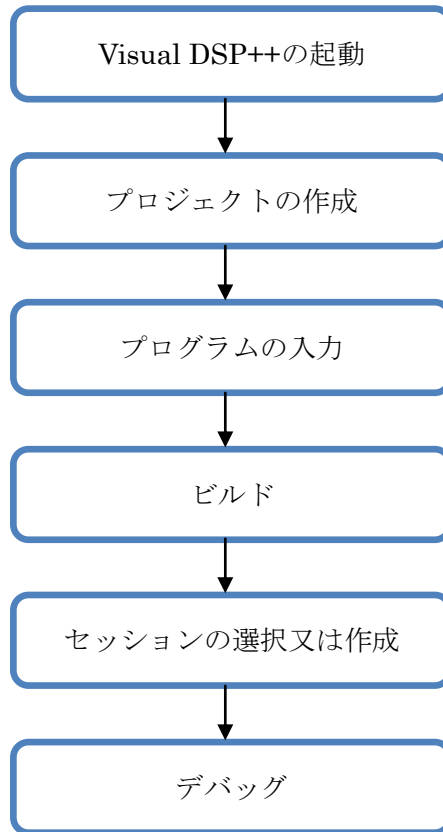 Visual DSP++の起動
プロジェクトの作成
プログラムの入力
ビルド
セッションの選択又は作成
デバッグ